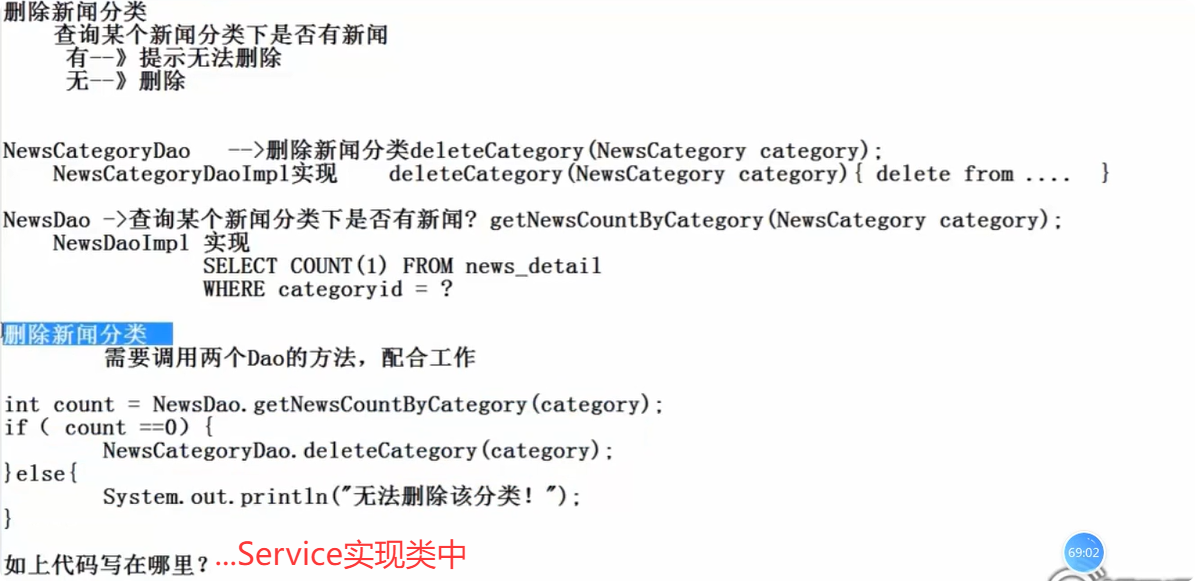 删除新闻分类
查询某个新闻分类下是否有新闻
有--》提示无法删除
无--》删除
NewsCategoryDao -->删除新闻分类deleteCategory(NewsCategory category);
NewsCategoryDaoImpl实现 deleteCategory(NewsCategory category){ delete from .... }
NewsDao ->查询某个新闻分类下是否有新闻? getNewsCountByCategory(NewsCategory category);
NewsDaoImpl 实现
SELECT COUNT(1) FROM news_detail
WHERE categoryid = ?
删除新闻分类
需要调用两个Dao的方法，配合工作
int count = NewsDao.getNewsCountByCategory(category);
if ( count ==0) {
NewsCategoryDao.deleteCategory(category);
}else{
System.out.println("无法删除该分类！");
}
如上代码写在哪里？...Service实现类中
69:02